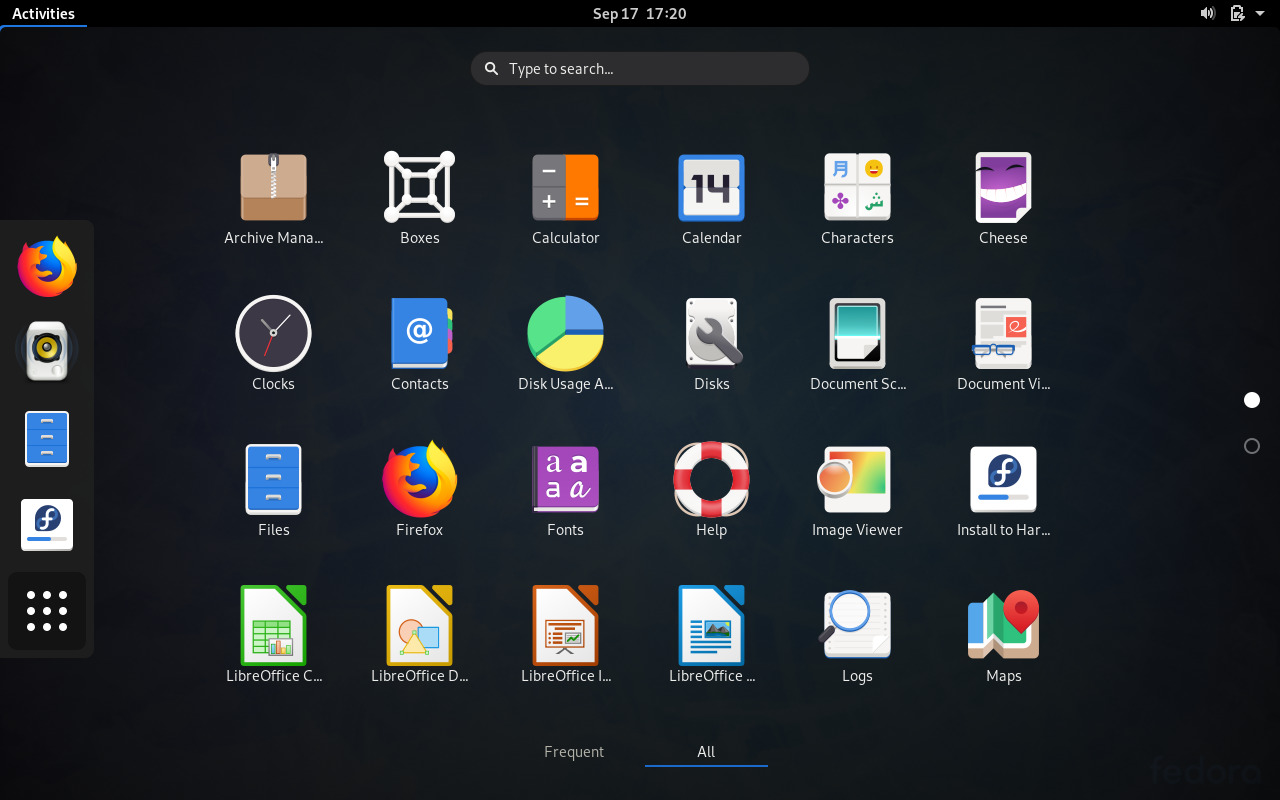 Activities
Sep 17 17:20
Type to search...
Archive Mana...
Boxes
Calculator
14
Calendar
月
ش
Characters
Cheese
Clocks
@
Contacts
Disk Usage A...
Disks
Document Sc...
Document Vi...
Files
Firefox
a a
a a
Fonts
Help
Image Viewer
Install to Har...
LibreOffice C...
LibreOffice D...
LibreOffice I...
LibreOffice ...
Logs
Maps
Frequent
All
fedora